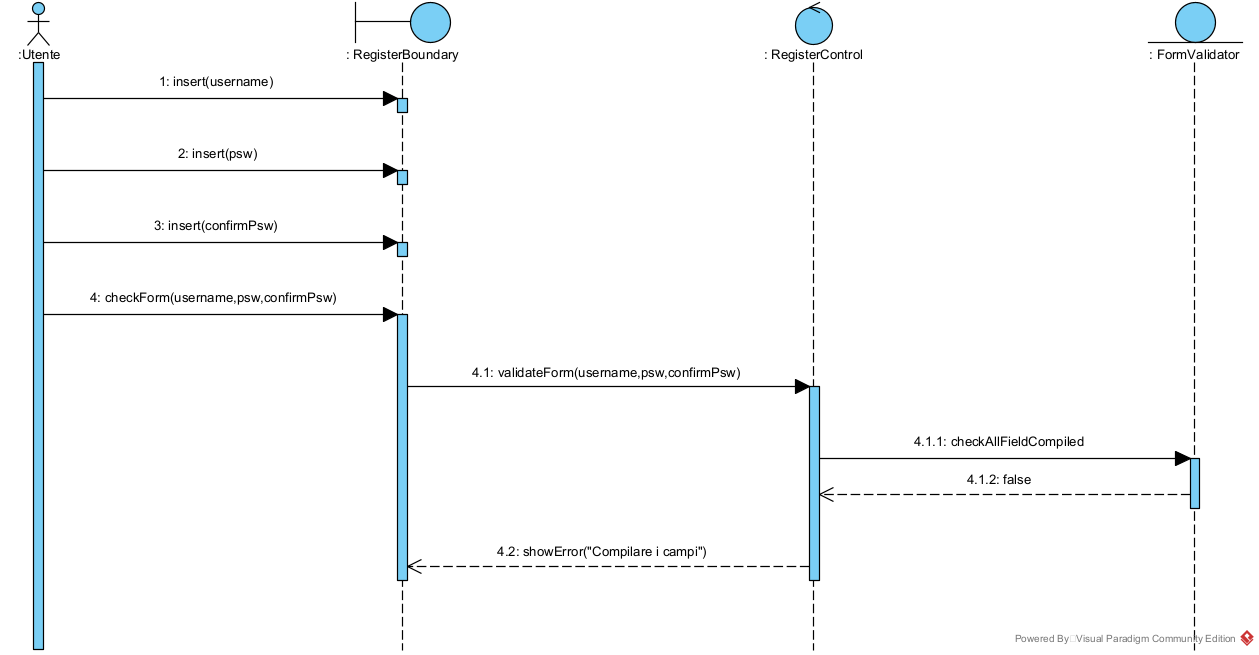 :Utente
: RegisterBoundary
: RegisterControl
: FormValidator
1: insert(username)
2: insert(psw)
3: insert(confirmPsw)
4: checkForm(username,psw,confirmPsw)
4.1: validateForm(username,psw,confirmPsw)
4.1.1: checkAllFieldCompiled
4.1.2: false
4.2: showError("Compilare i campi")
Powered By Visual Paradigm Community Edition